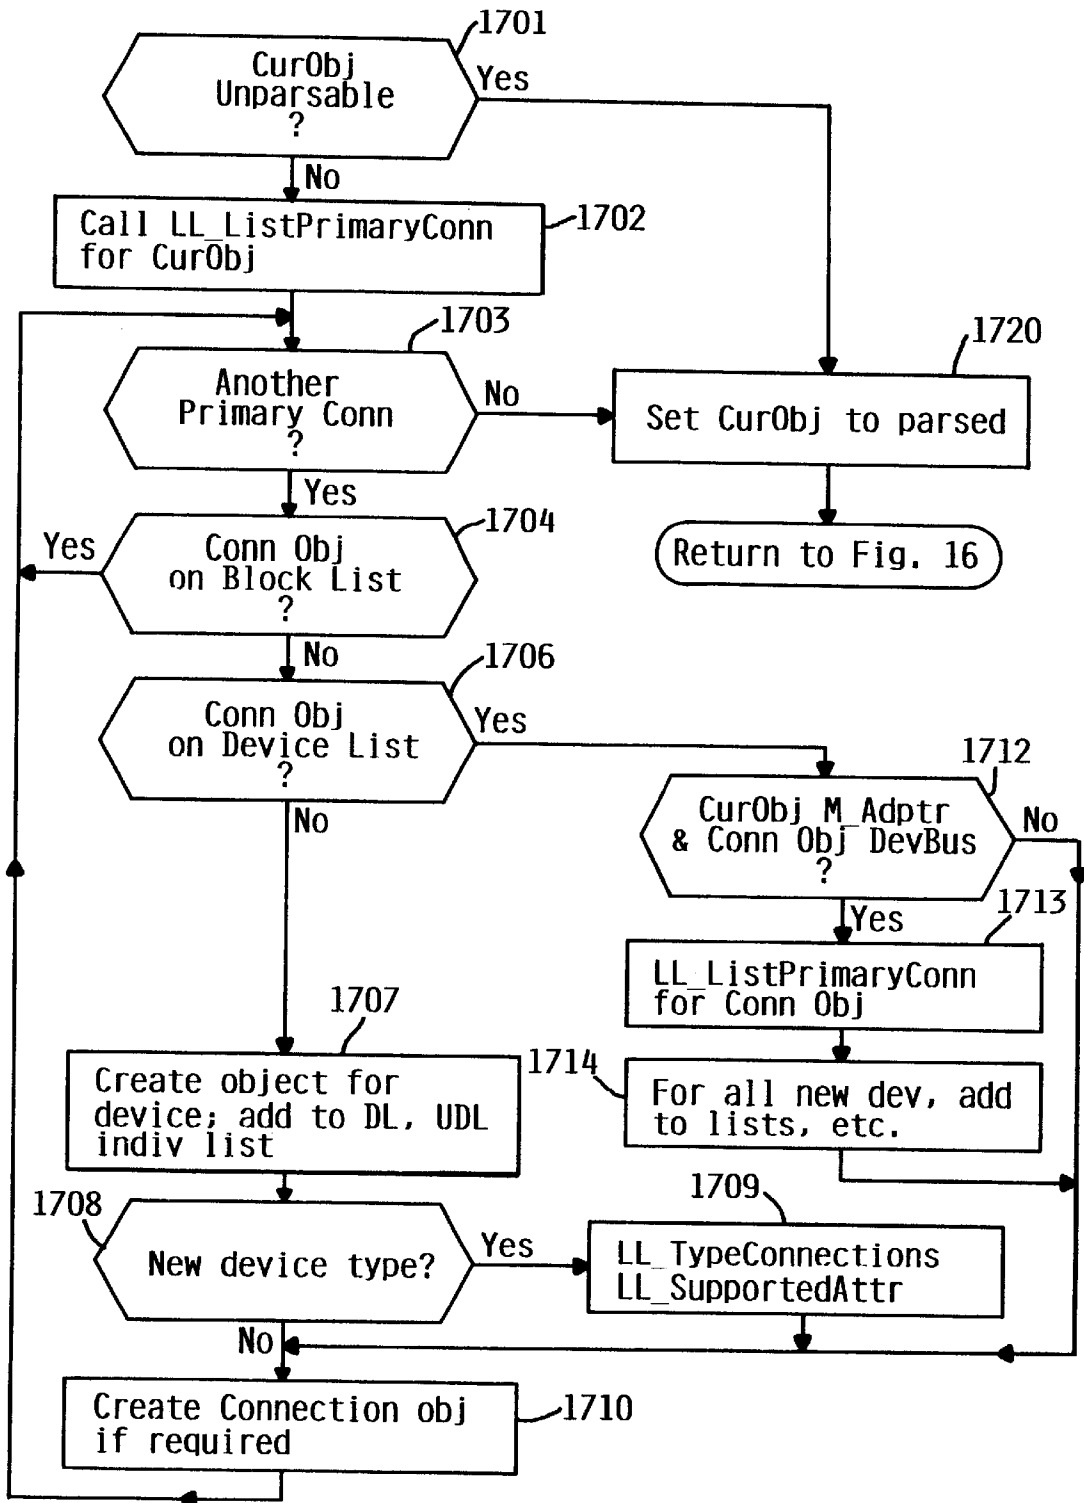 1701
CurObj
Unparsable
?
Yes
No
Call LL_ListPrimaryConn
for CurObj
1702
1703
Another
Primary Conn
?
No
Yes
1720
Set CurObj to parsed
Return to Fig. 16
1704
Conn Obj
on Block List
?
Yes
No
1706
Conn Obj
on Device List
?
Yes
No
1712
CurObj M_Adptr
& Conn Obj DevBus
?
No
Yes
1713
LL_ListPrimaryConn
for Conn Obj
1714
For all new dev, add
to lists, etc.
1707
Create object for
device; add to DL, UDL
indiv list
1708
New device type?
Yes
No
1709
LL_TypeConnections
LL_SupportedAttr
Create Connection obj
if required
1710